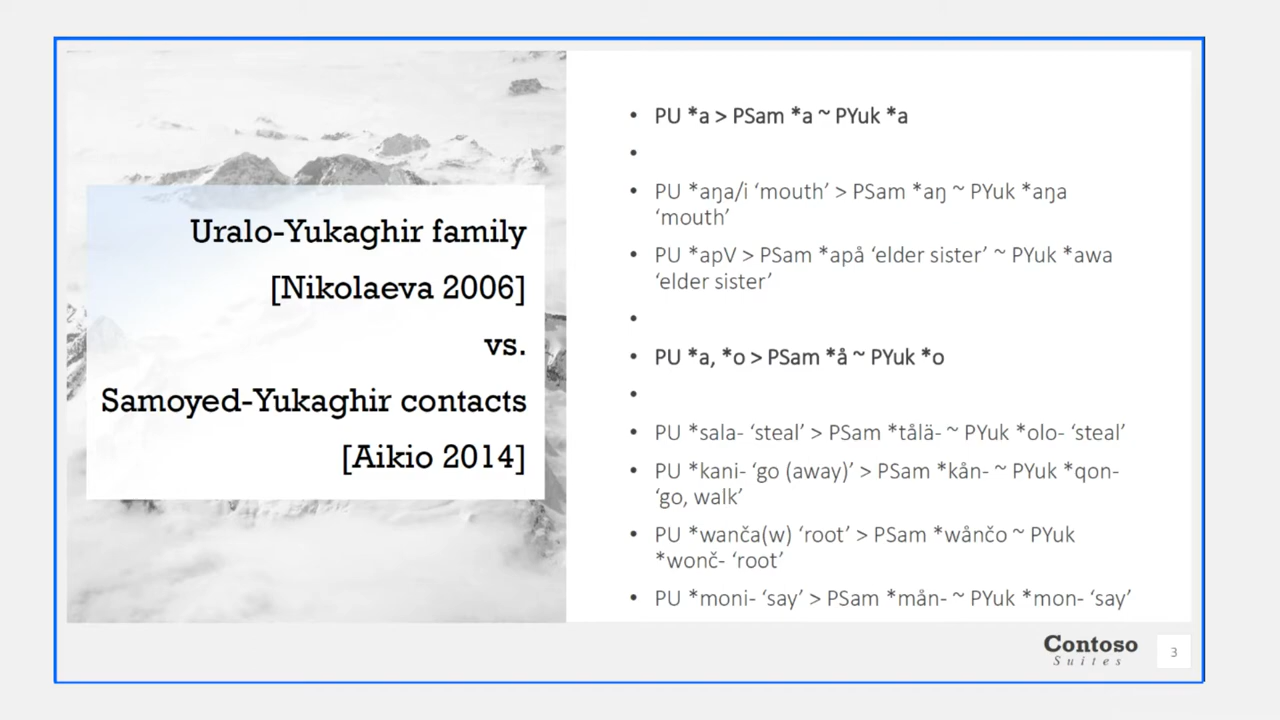 Uralo-Yukaghir family
[Nikolaeva 2006]
vs.
Samoyed-Yukaghir contacts
[Aikio 2014]
• PU *a > PSam *a ~ PYuk *a
•
• PU *aŋa/i ‘mouth’ > PSam *aŋ ~ PYuk *aŋa
‘mouth’
• PU *apV > PSam *apå ‘elder sister’ ~ PYuk *awa
‘elder sister’
•
• PU *a, *o > PSam *å ~ PYuk *o
•
• PU *sala- ‘steal’ > PSam *tålä- ~ PYuk *olo- ‘steal’
• PU *kani- ‘go (away)’ > PSam *kån- ~ PYuk *qon-
‘go, walk’
• PU *wanča(w) ‘root’ > PSam *wånčo ~ PYuk
*wonč- ‘root’
• PU *moni- ‘say’ > PSam *mån- ~ PYuk *mon- ‘say’
Contoso
Suites
3